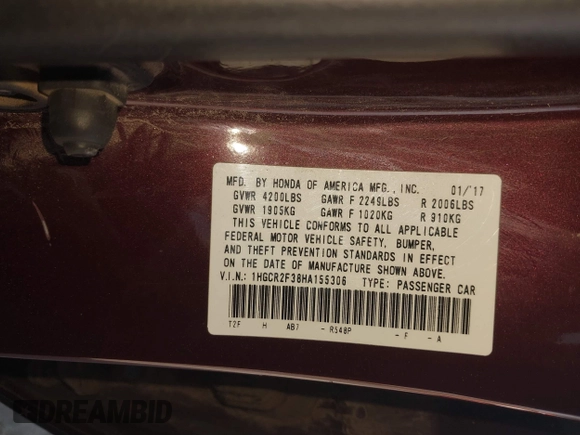 MFD. BY HONDA OF AMERICA MFG., INC. 01/'17
GVWR 4200LBS GAWR F 2249LBS R 2006LBS
GVWR 1905KG GAWR F 1020KG R 910KG
THIS VEHICLE CONFORMS TO ALL APPLICABLE
FEDERAL MOTOR VEHICLE SAFETY, BUMPER,
AND THEFT PREVENTION STANDARDS IN EFFECT
ON THE DATE OF MANUFACTURE SHOWN ABOVE.
V.I.N.: 1HGCR2F38HA155306 TYPE: PASSENGER CAR
T2F H AB7 - R548P - F - A
DREAMBID